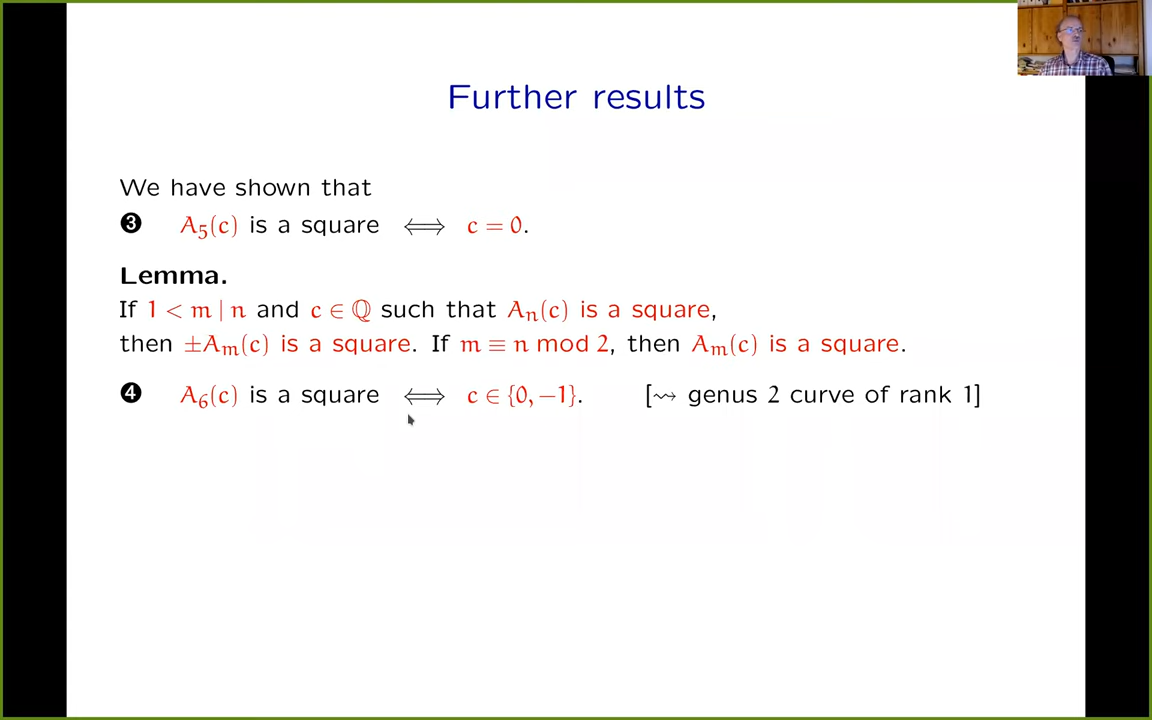 Further results
We have shown that
❸ A₅(c) is a square ⟺ c = 0.
Lemma.
If 1 < m | n and c ∈ ℚ such that Aₙ(c) is a square,
then ±Aₘ(c) is a square. If m ≡ n mod 2, then Aₘ(c) is a square.
❹ A₆(c) is a square ⟺ c ∈ {0, −1}. [⇝ genus 2 curve of rank 1]